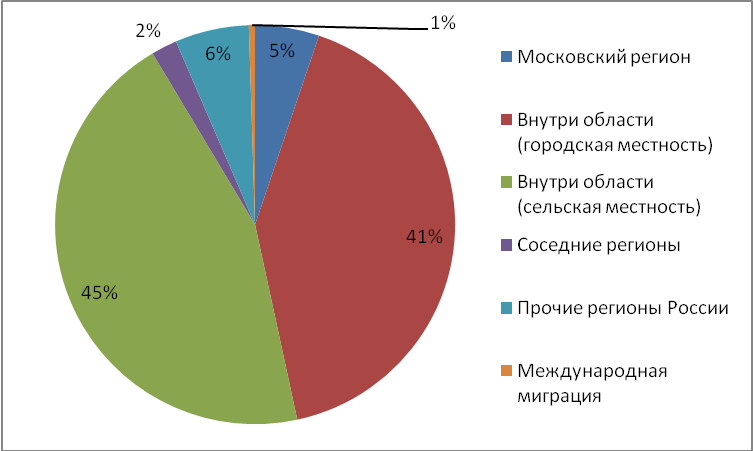 2%
1%
6%
5%
41%
45%
Московский регион
Внутри области
(городская местность)
Внутри области
(сельская местность)
Соседние регионы
Прочие регионы России
Международная
миграция